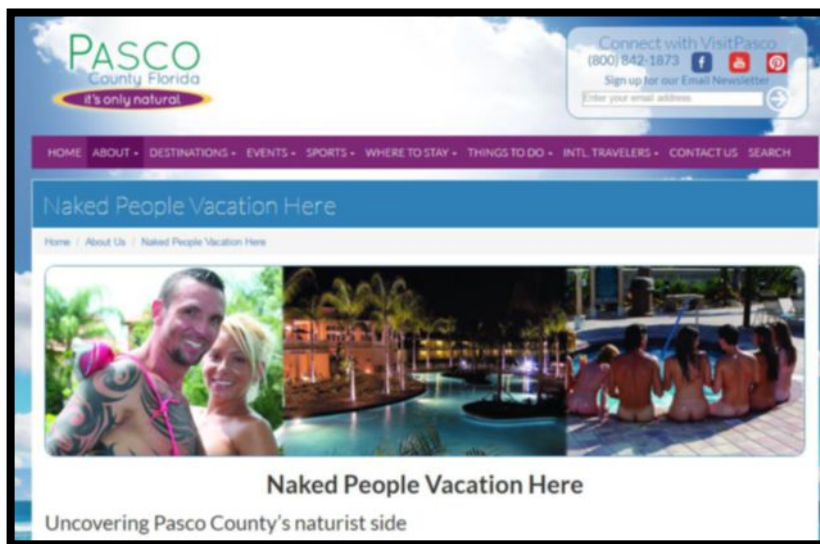 PASCO
County Florida
it's only natural
Connect with VisitPasco
(800) 842-1873
Sign up for our Email Newsletter
Enter your email address
HOME ABOUT DESTINATIONS EVENTS SPORTS WHERE TO STAY THINGS TO DO INTL. TRAVELERS CONTACT US SEARCH
Naked People Vacation Here
Home / About Us / Naked People Vacation Here
Naked People Vacation Here
Uncovering Pasco County's naturist side